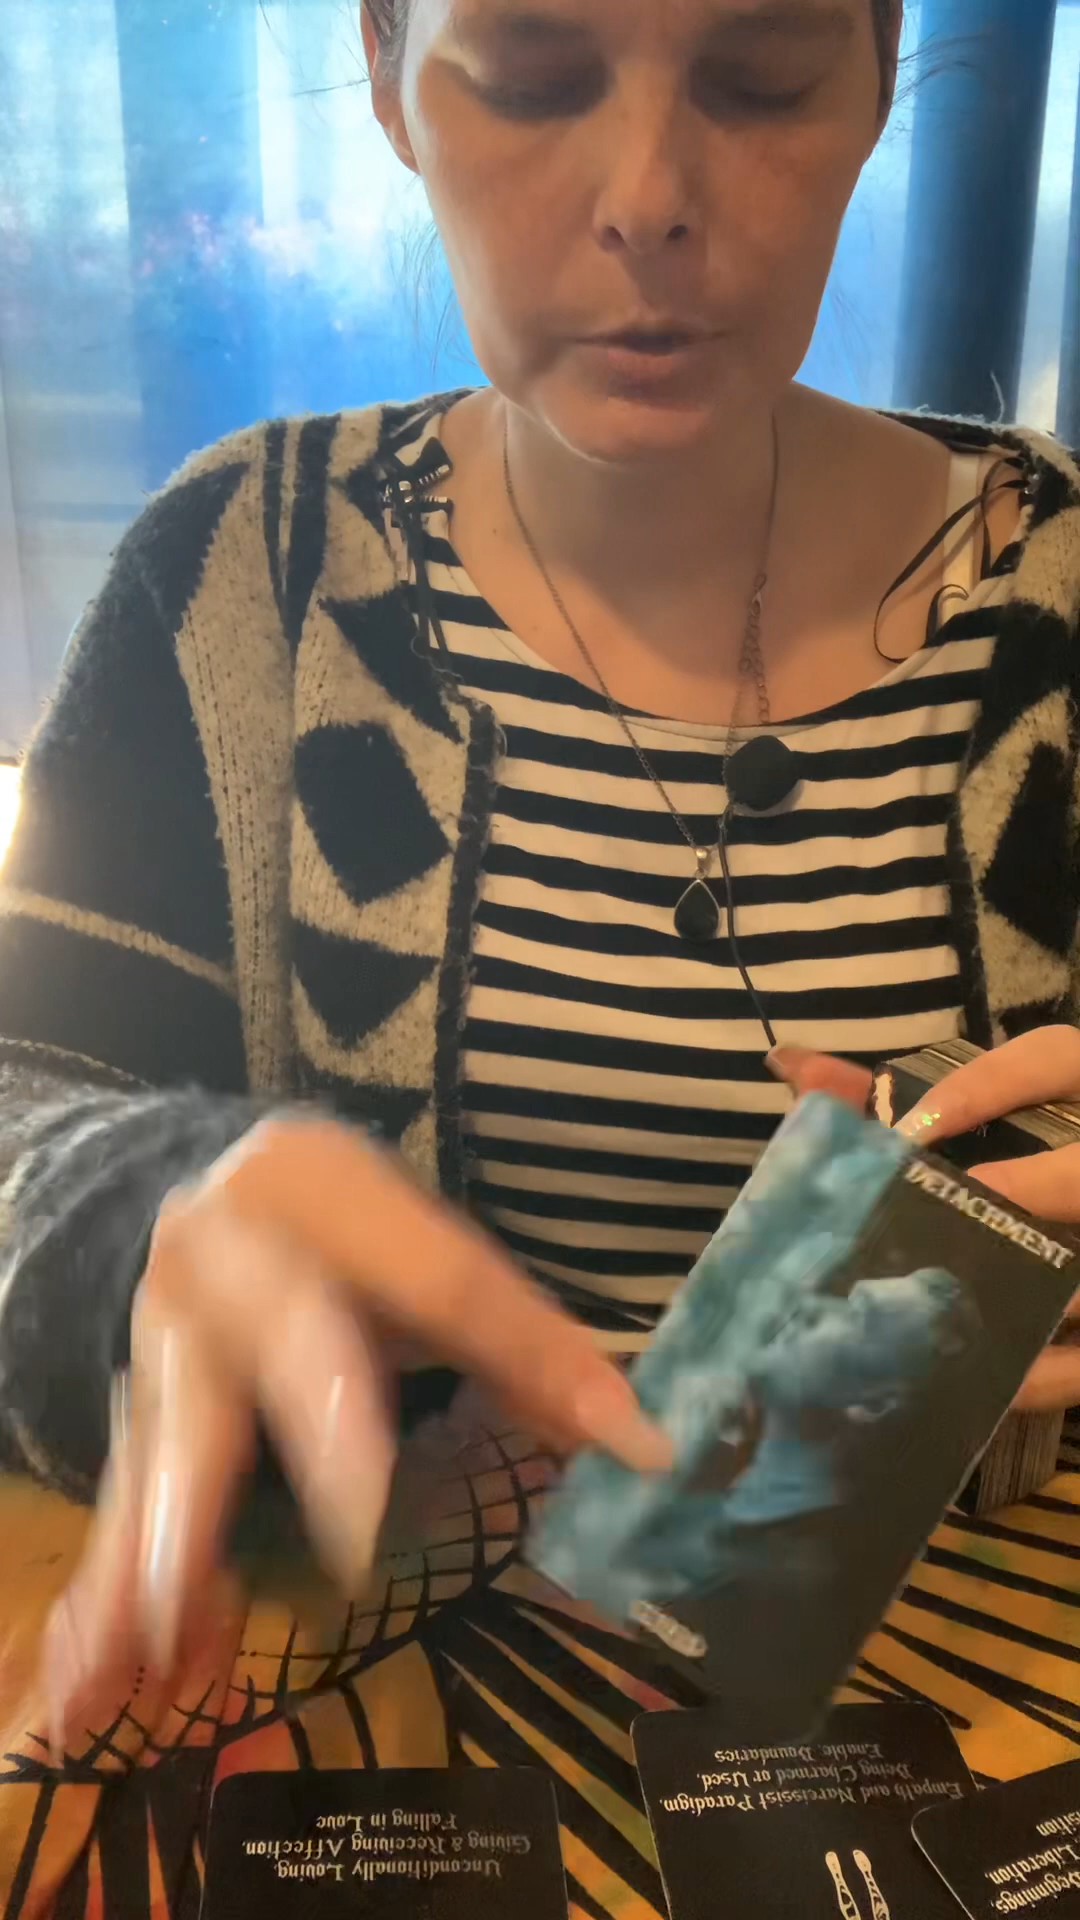 DETACHMENT
Unconditionally Loving.
Giving & Receiving Affection.
Falling in Love
Empath and Narcissist Paradigm.
Being Charmed or Used.
Enable. Boundaries
Liberation.